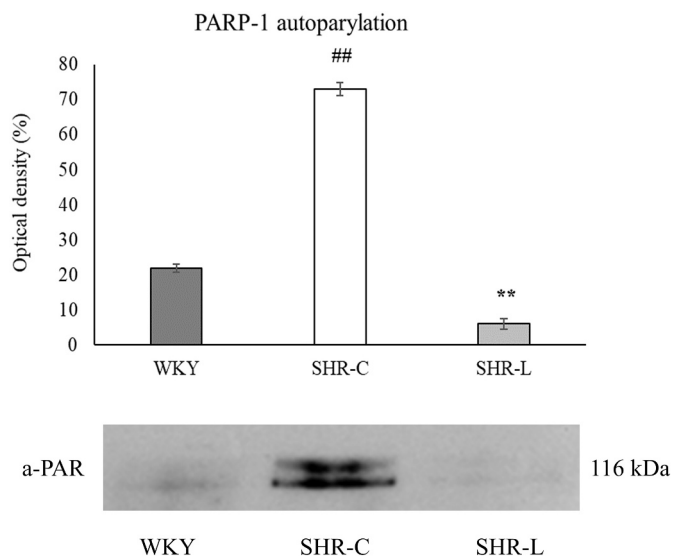 PARP-1 autoparylation
##
80
70
60
50
40
30
20
10
0
Optical density (%)
**
WKY SHR-C SHR-L
a-PAR 116 kDa
WKY SHR-C SHR-L